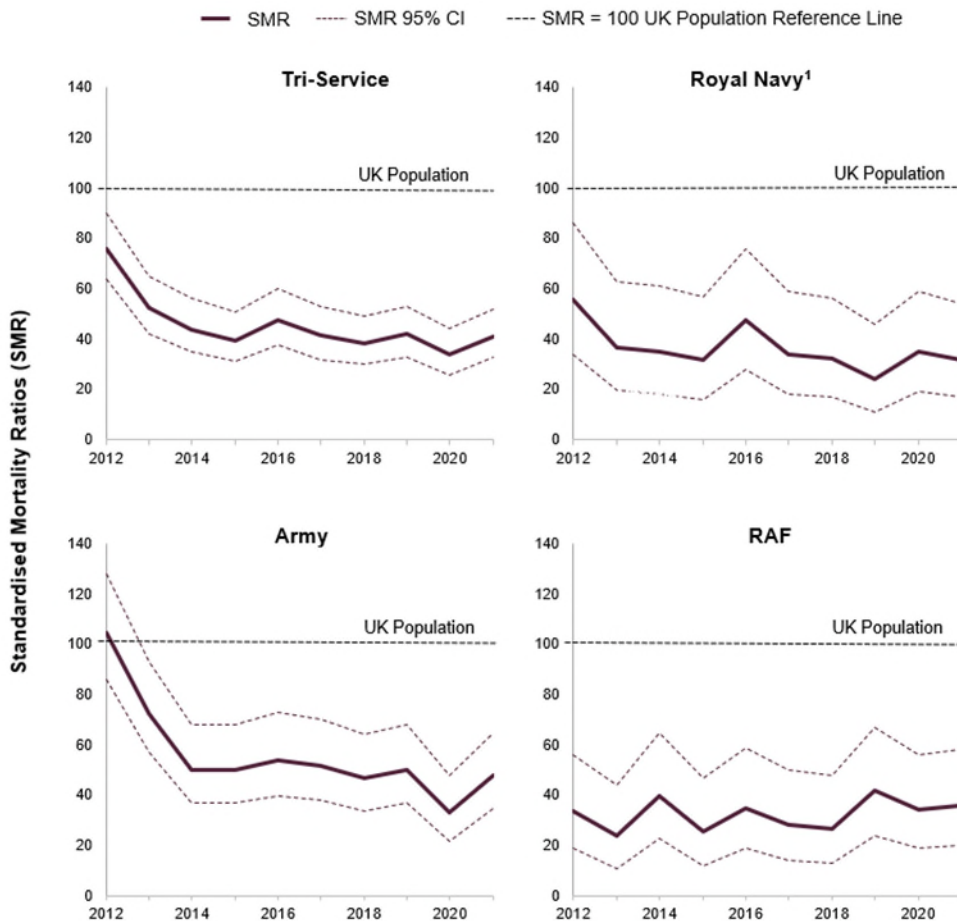 SMR SMR 95% CI SMR = 100 UK Population Reference Line
Standardised Mortality Ratios (SMR)
Tri-Service
140
120
100
80
60
40
20
0
UK Population
2012 2014 2016 2018 2020
Royal Navy¹
140
120
100
80
60
40
20
0
UK Population
2012 2014 2016 2018 2020
Army
140
120
100
80
60
40
20
0
UK Population
2012 2014 2016 2018 2020
RAF
140
120
100
80
60
40
20
0
UK Population
2012 2014 2016 2018 2020